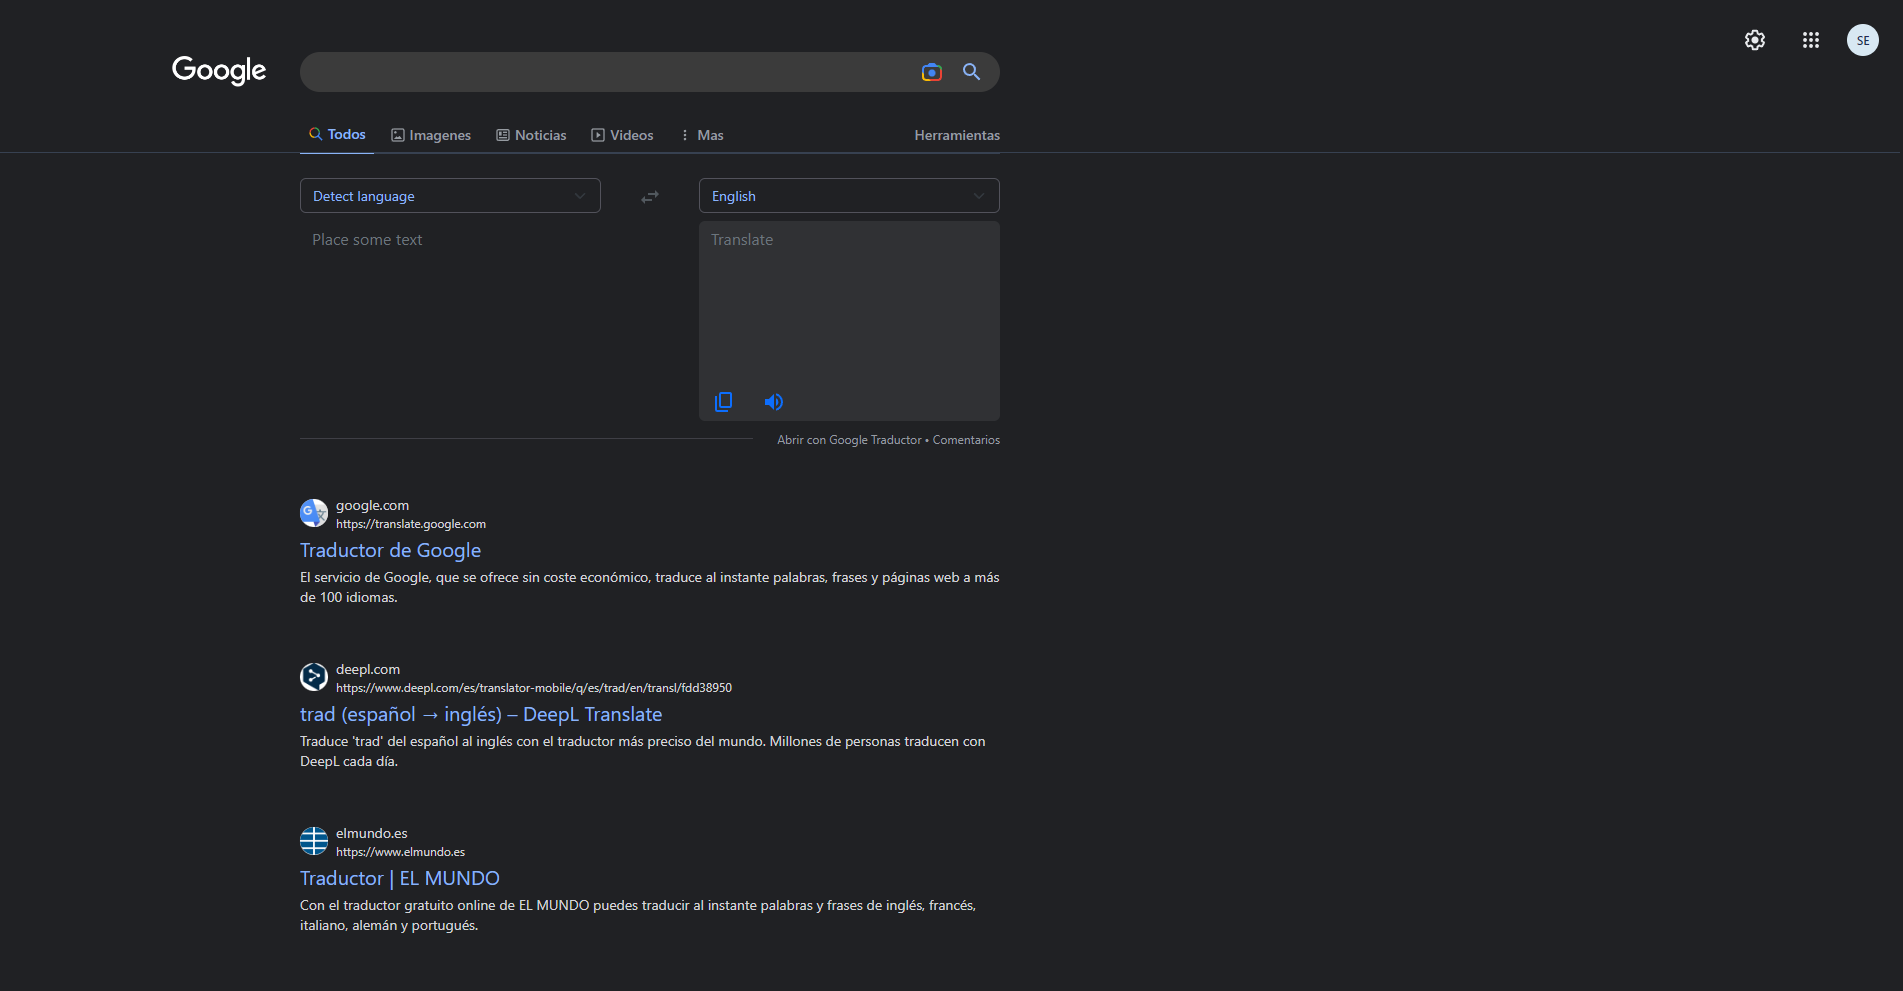 Google
SE
Todos Imagenes Noticias Videos Mas Herramientas
Detect language English
Place some text Translate
Abrir con Google Traductor • Comentarios
google.com
https://translate.google.com
Traductor de Google
El servicio de Google, que se ofrece sin coste económico, traduce al instante palabras, frases y páginas web a más
de 100 idiomas.
deepl.com
https://www.deepl.com/es/translator-mobile/q/es/trad/en/transl/fdd38950
trad (español → inglés) – DeepL Translate
Traduce 'trad' del español al inglés con el traductor más preciso del mundo. Millones de personas traducen con
DeepL cada día.
elmundo.es
https://www.elmundo.es
Traductor | EL MUNDO
Con el traductor gratuito online de EL MUNDO puedes traducir al instante palabras y frases de inglés, francés,
italiano, alemán y portugués.